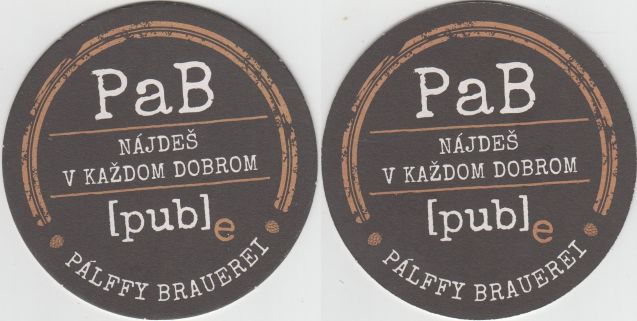 PaB
NÁJDEŠ
V KAŽDOM DOBROM
[pub]e
PÁLFFY BRAUEREI
PaB
NÁJDEŠ
V KAŽDOM DOBROM
[pub]e
PÁLFFY BRAUEREI